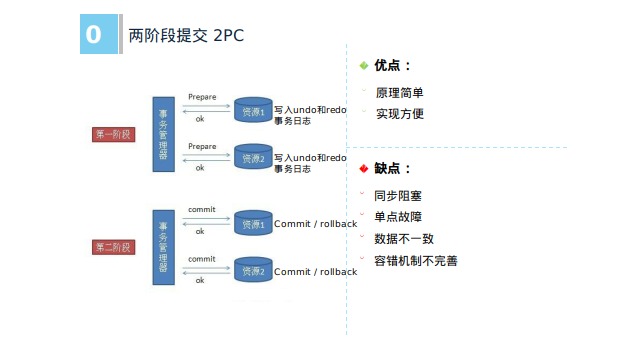 0
两阶段提交 2PC
第一阶段
事务管理器
Prepare
ok
资源1
写入undo和redo
事务日志
Prepare
ok
资源2
写入undo和redo
事务日志
第二阶段
事务管理器
commit
ok
资源1
Commit / rollback
commit
ok
资源2
Commit / rollback
优点：
原理简单
实现方便
缺点：
同步阻塞
单点故障
数据不一致
容错机制不完善